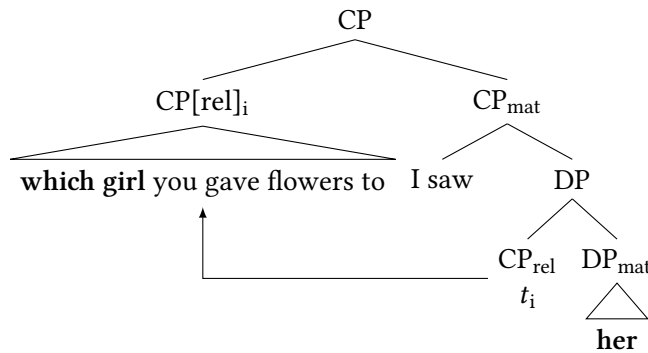 CP
CP[rel]i CPmat
which girl you gave flowers to I saw DP
CPrel DPmat
ti
her